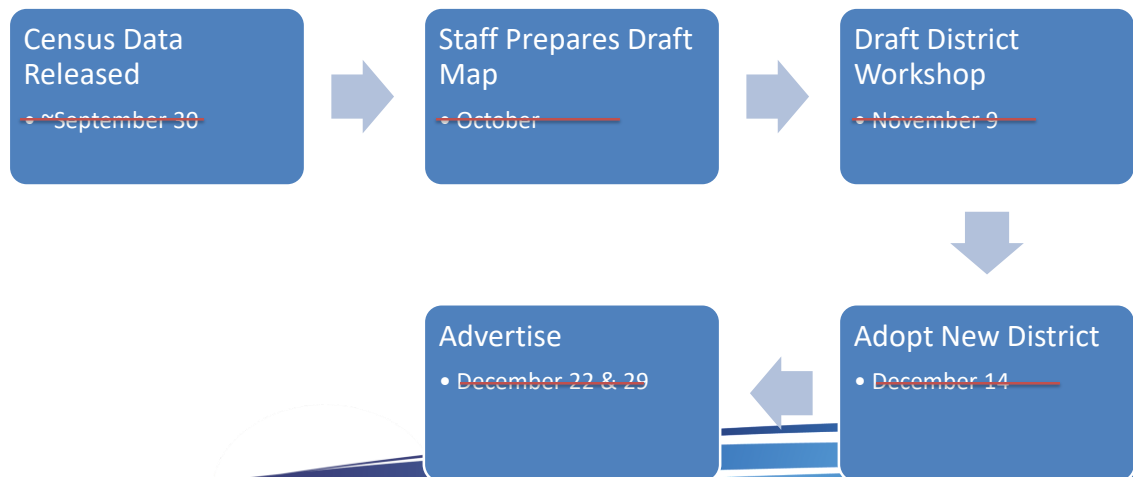 Census Data
Released
• ~September 30
Staff Prepares Draft
Map
• October
Draft District
Workshop
• November 9
Adopt New District
• December 14
Advertise
• December 22 & 29